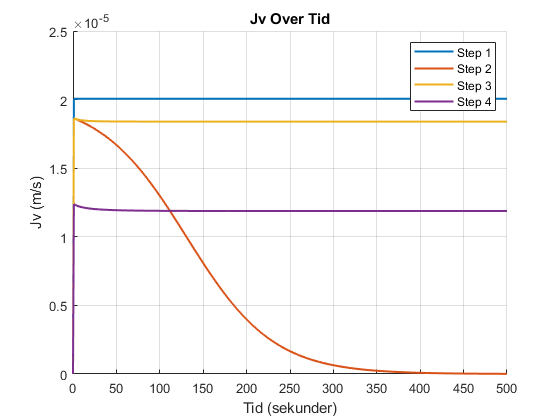 Jv Over Tid
×10⁻⁵
2.5
2
1.5
1
0.5
0
Jv (m/s)
Step 1
Step 2
Step 3
Step 4
0 50 100 150 200 250 300 350 400 450 500
Tid (sekunder)